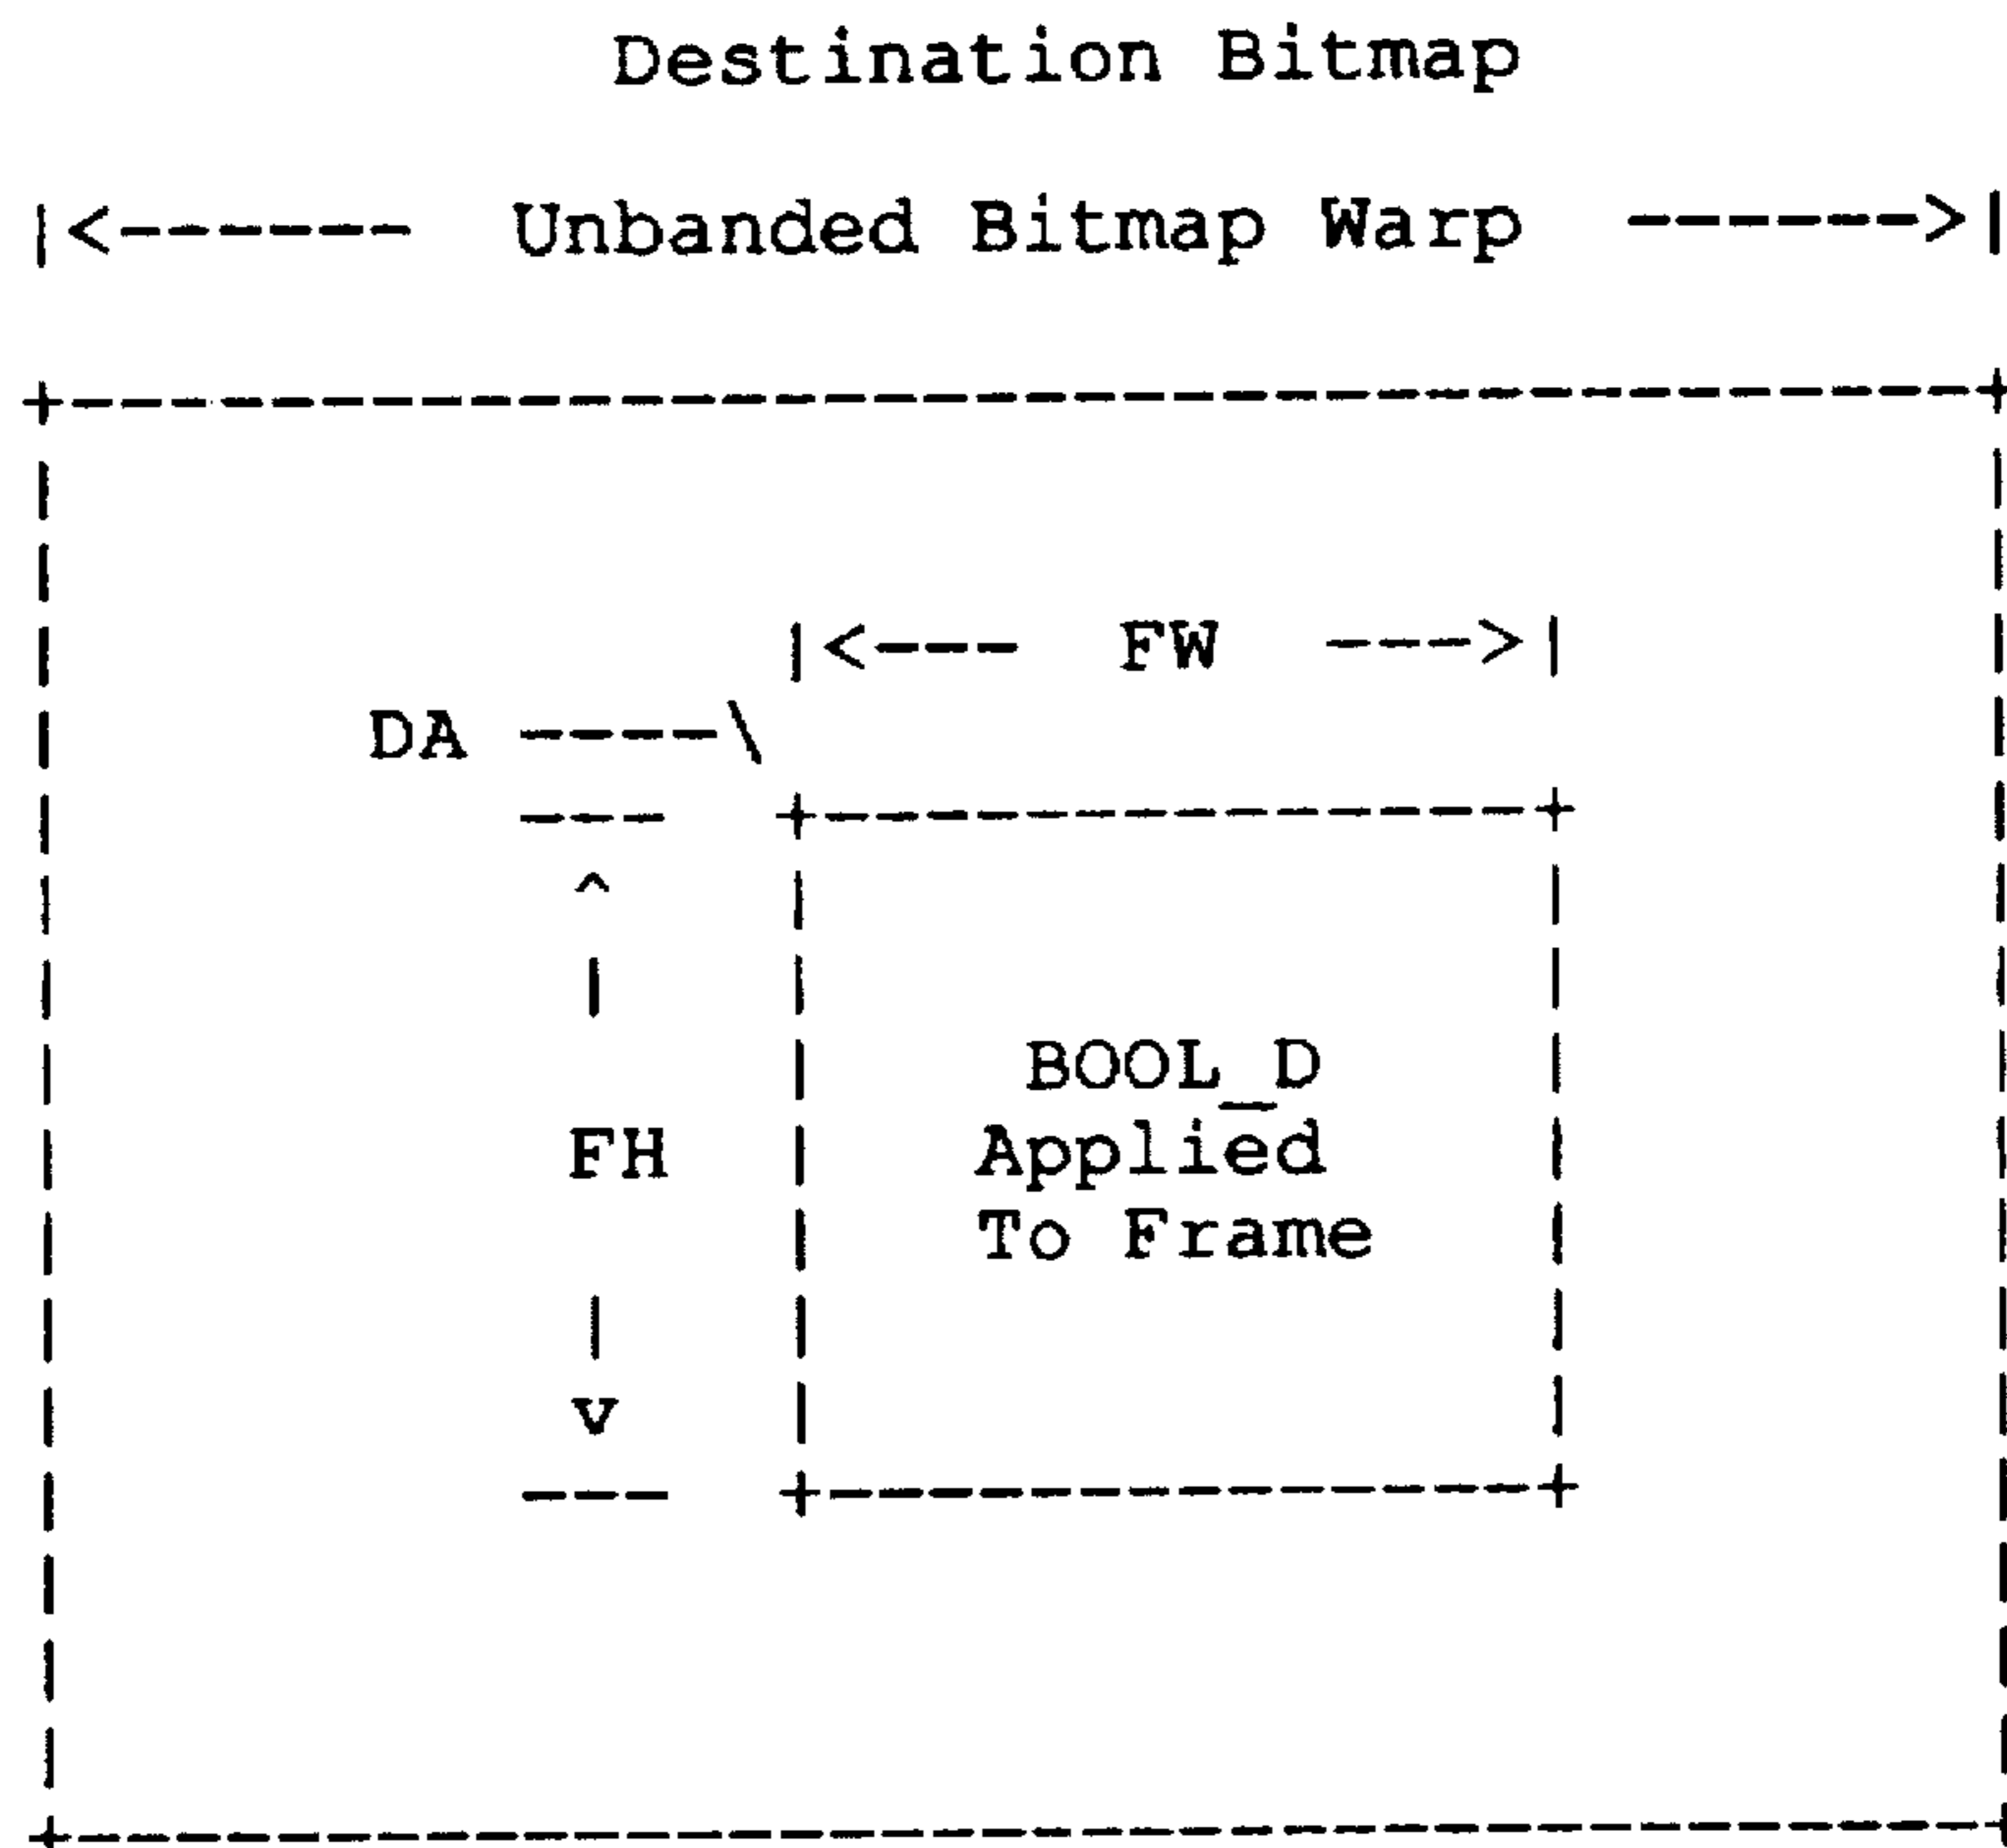 Destination Bitmap
|<------ Unbanded Bitmap Warp ------>|
|<--- FW --->|
DA ----\
FH
BOOL_D
Applied
To Frame